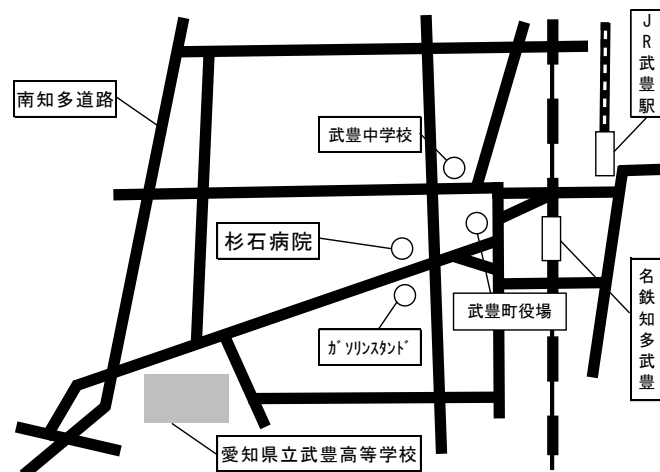 JR武豊駅
南知多道路
武豊中学校
杉石病院
武豊町役場
名鉄知多武豊
ｶﾞｿﾘﾝｽﾀﾝﾄﾞ
愛知県立武豊高等学校